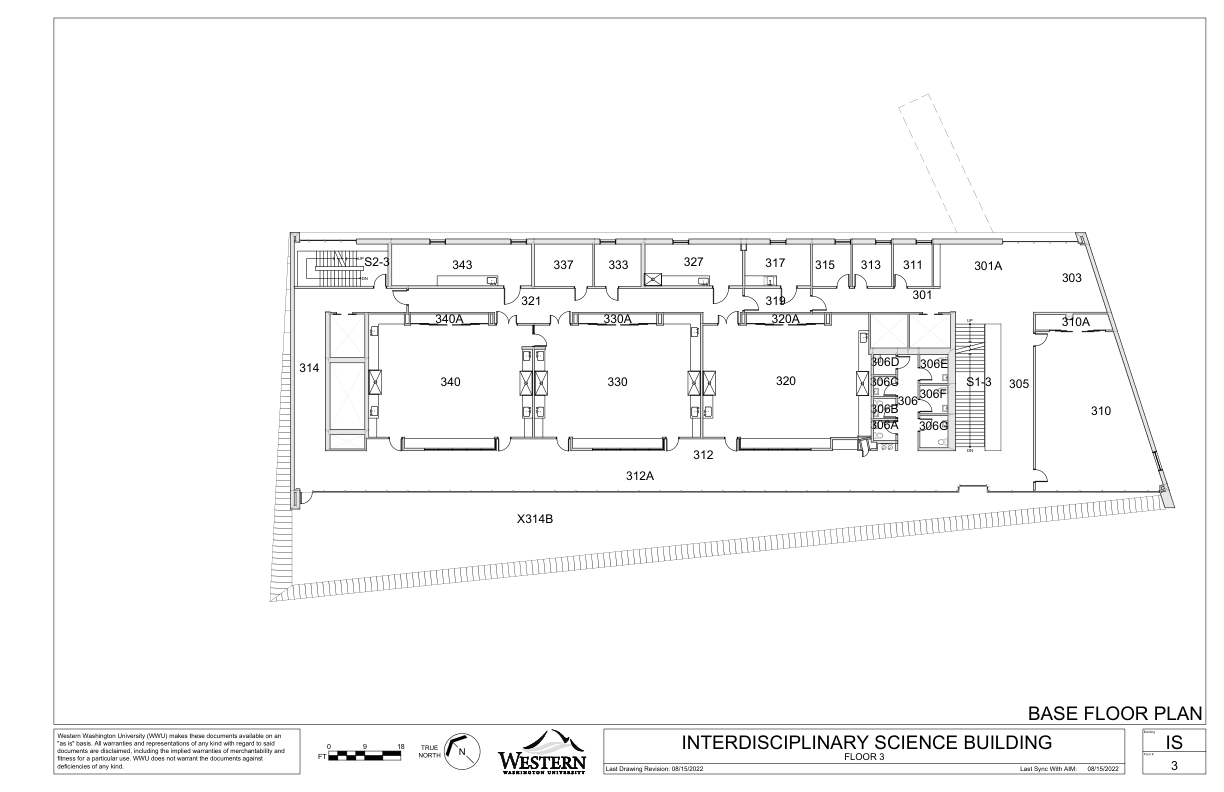 S2-3
UP
DN
343
337
333
327
317
315
313
311
301A
303
321
319
301
340A
330A
320A
310A
UP
314
340
330
320
306D
306C
306B
306A
306
306E
306F
306G
S1-3
DN
305
310
312
312A
X314B
BASE FLOOR PLAN
Western Washington University (WWU) makes these documents available on an
"as is" basis. All warranties and representations of any kind with regard to said
documents are disclaimed, including the implied warranties of merchantability and
fitness for a particular use. WWU does not warrant the documents against
deficiencies of any kind.
0 9 18
FT
TRUE
NORTH
N
WESTERN
WASHINGTON UNIVERSITY
INTERDISCIPLINARY SCIENCE BUILDING
FLOOR 3
Last Drawing Revision: 08/15/2022
Last Sync With AIM: 08/15/2022
Building
IS
Floor #
3